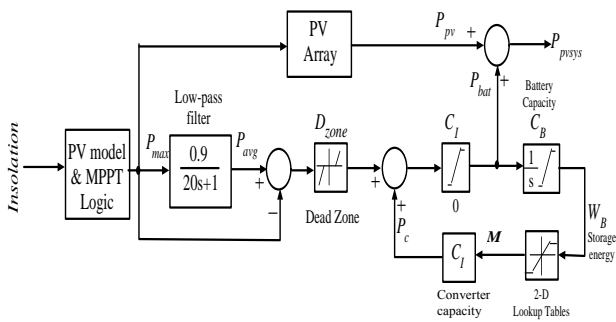 Insolation
PV model
& MPPT
Logic
P_max
Low-pass
filter
0.9
20s+1
P_avg
+
−
PV
Array
P_pv
+
P_pvsys
P_bat
+
D_zone
Dead Zone
+
+
P_c
C_I
0
Battery
Capacity
C_B
1
s
W_B
Storage
energy
M
C_I
Converter
capacity
2-D
Lookup Tables